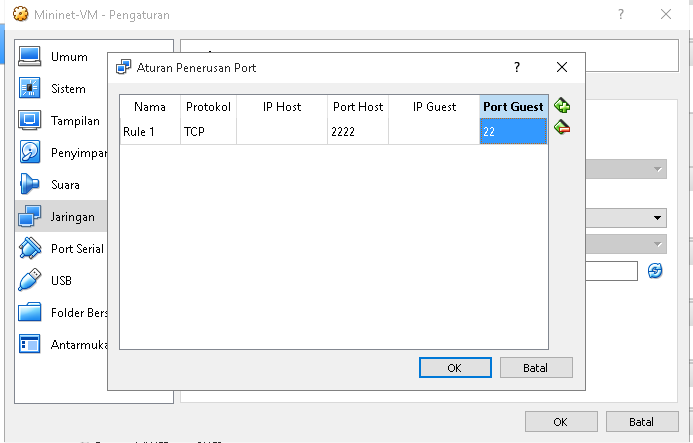 Mininet-VM - Pengaturan
Umum
Sistem
Tampilan
Penyimpan
Suara
Jaringan
Port Serial
USB
Folder Bers
Antarmuka
Aturan Penerusan Port
Nama Protokol IP Host Port Host IP Guest Port Guest
Rule 1 TCP 2222 22
OK Batal
OK Batal